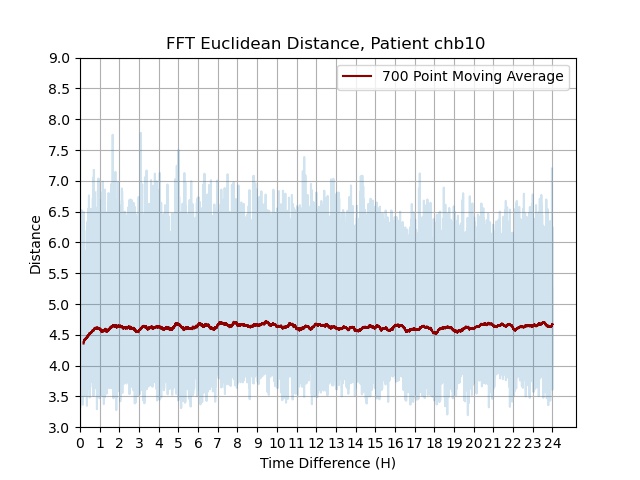 FFT Euclidean Distance, Patient chb10
700 Point Moving Average
9.0
8.5
8.0
7.5
7.0
6.5
6.0
5.5
5.0
4.5
4.0
3.5
3.0
Distance
0 1 2 3 4 5 6 7 8 9 10 11 12 13 14 15 16 17 18 19 20 21 22 23 24
Time Difference (H)